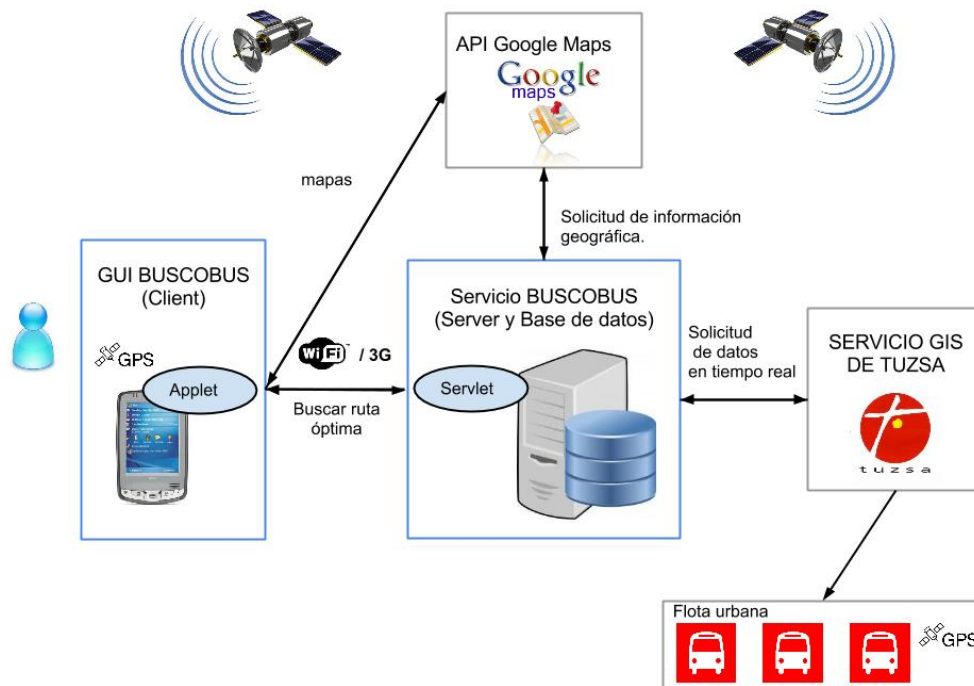 API Google Maps
Google
maps
mapas
Solicitud de información
geográfica.
GUI BUSCOBUS
(Client)
GPS
Applet
WiFi / 3G
Buscar ruta
óptima
Servicio BUSCOBUS
(Server y Base de datos)
Servlet
Solicitud
de datos
en tiempo real
SERVICIO GIS
DE TUZSA
tuzsa
Flota urbana
GPS